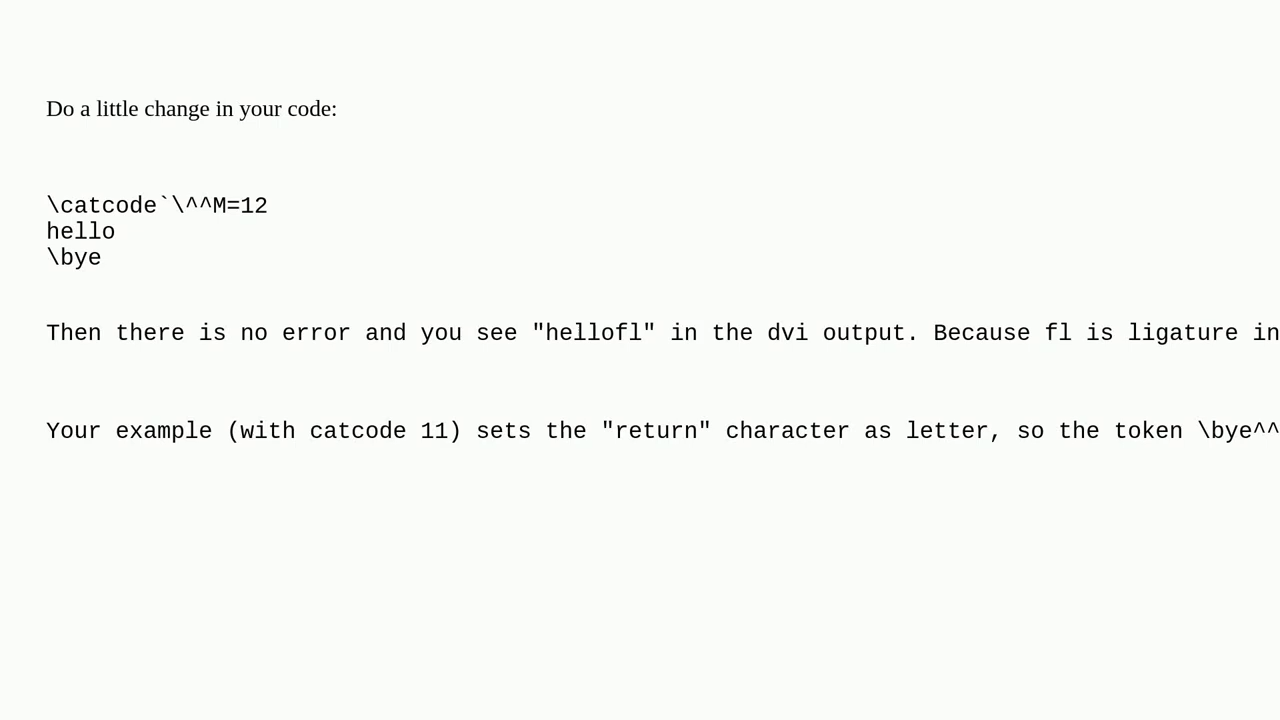 Do a little change in your code:
\catcode`\^^M=12
hello
\bye
Then there is no error and you see "hellofl" in the dvi output. Because fl is ligature in
Your example (with catcode 11) sets the "return" character as letter, so the token \bye^^